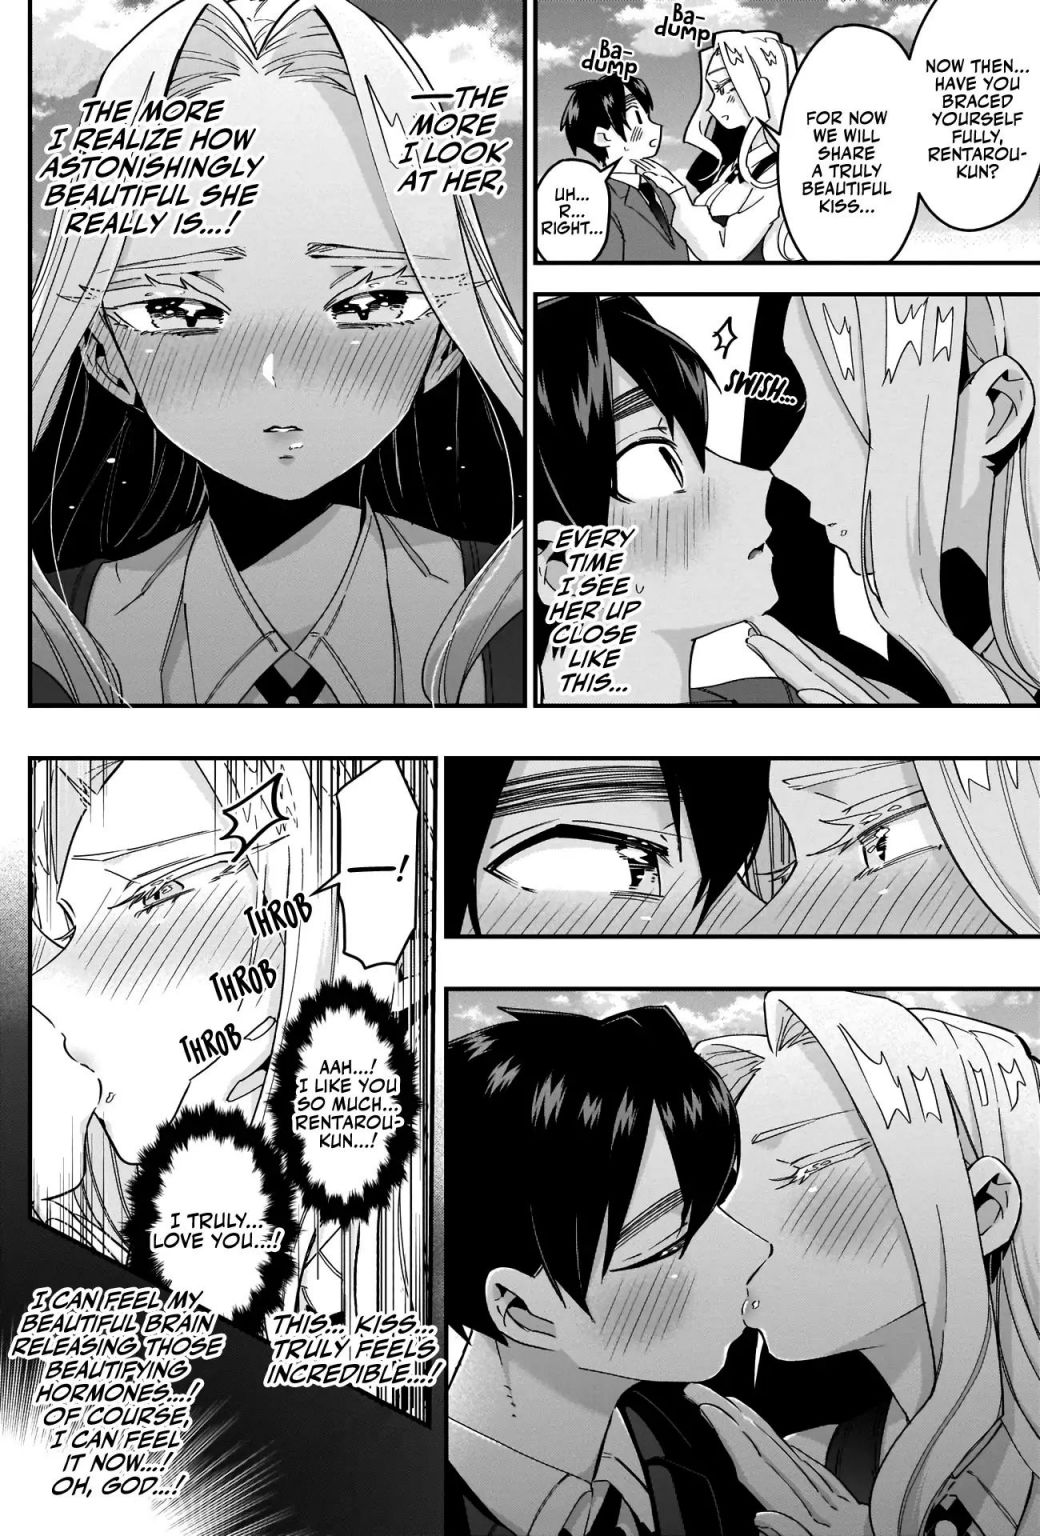 NOW THEN...
HAVE YOU
BRACED
YOURSELF
FULLY,
RENTAROU-
KUN?
FOR NOW
WE WILL
SHARE
A TRULY
BEAUTIFUL
KISS...
Ba-
dump
Ba-
dump
UH...
R...
RIGHT...
SWISH...
EVERY
TIME
I SEE
HER UP
CLOSE
LIKE
THIS...
—THE
MORE
I LOOK
AT HER,
THE MORE
I REALIZE HOW
ASTONISHINGLY
BEAUTIFUL SHE
REALLY IS...!
—!
THROB
THROB
THROB
AAH...!
I LIKE YOU
SO MUCH...
RENTAROU-
KUN...!
I TRULY...
LOVE YOU...!
THIS... KISS...
TRULY FEELS
INCREDIBLE...!
I CAN FEEL MY
BEAUTIFUL BRAIN
RELEASING THOSE
BEAUTIFYING
HORMONES...!
OF COURSE,
I CAN FEEL
IT NOW...!
OH, GOD...!